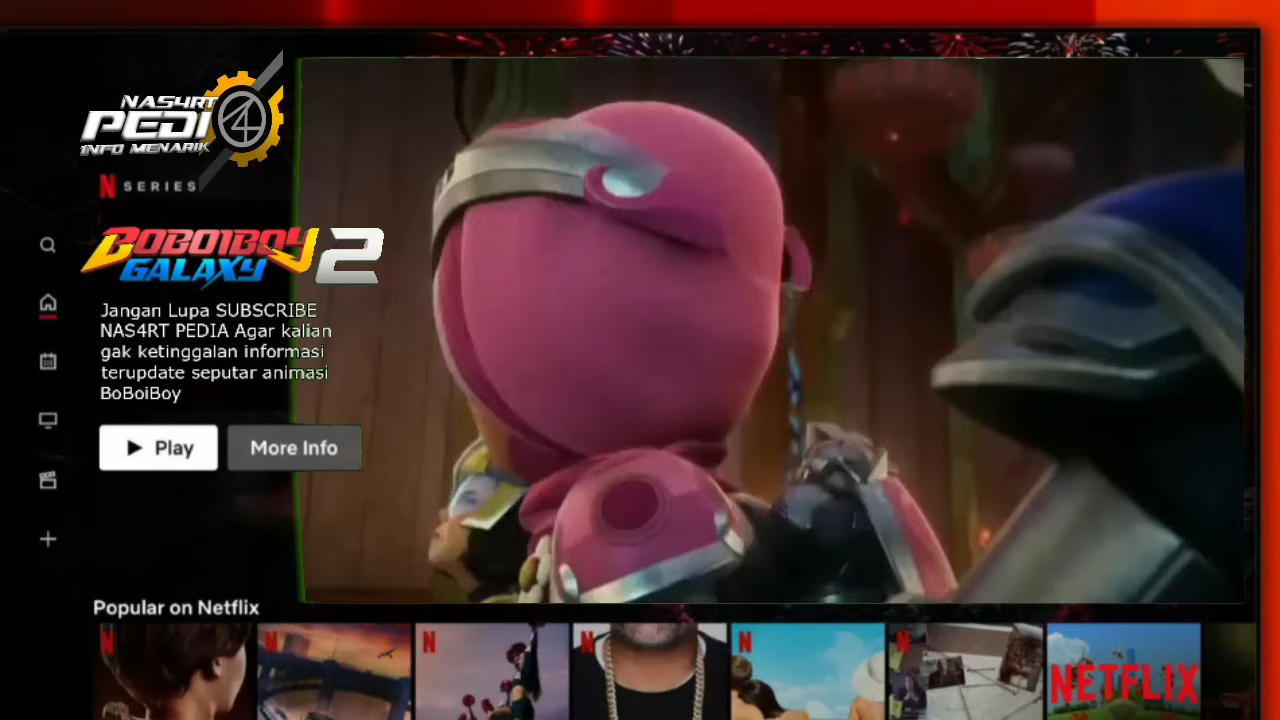 NAS4RT
PEDI4
INFO MENARIK
N SERIES
BOBOIBOY
GALAXY 2
Jangan Lupa SUBSCRIBE
NAS4RT PEDIA Agar kalian
gak ketinggalan informasi
terupdate seputar animasi
BoBoiBoy
Play
More Info
Popular on Netflix
N
N
N
N
N
N
NETFLIX